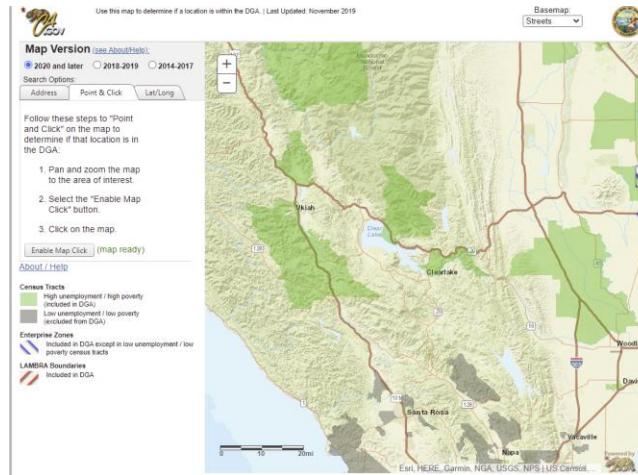 CA
.GOV
Use this map to determine if a location is within the DGA. | Last Updated: November 2019
Basemap:
Streets
Map Version (see About/Help):
2020 and later
2018-2019
2014-2017
Search Options:
Address
Point & Click
Lat/Long
Follow these steps to "Point
and Click" on the map to
determine if that location is in
the DGA:
1. Pan and zoom the map
to the area of interest.
2. Select the "Enable Map
Click" button.
3. Click on the map.
Enable Map Click
(map ready)
About / Help
Census Tracts
High unemployment / high poverty
(included in DGA)
Low unemployment / low poverty
(excluded from DGA)
Enterprise Zones
Included in DGA except in low unemployment / low
poverty census tracts
LAMBRA Boundaries
Included in DGA
+
−
Ukiah
Clear
Lake
Clearlake
Santa Rosa
Napa
Vacaville
Woodl
Davi
0
10
20mi
Esri, HERE, Garmin, NGA, USGS, NPS | US Census